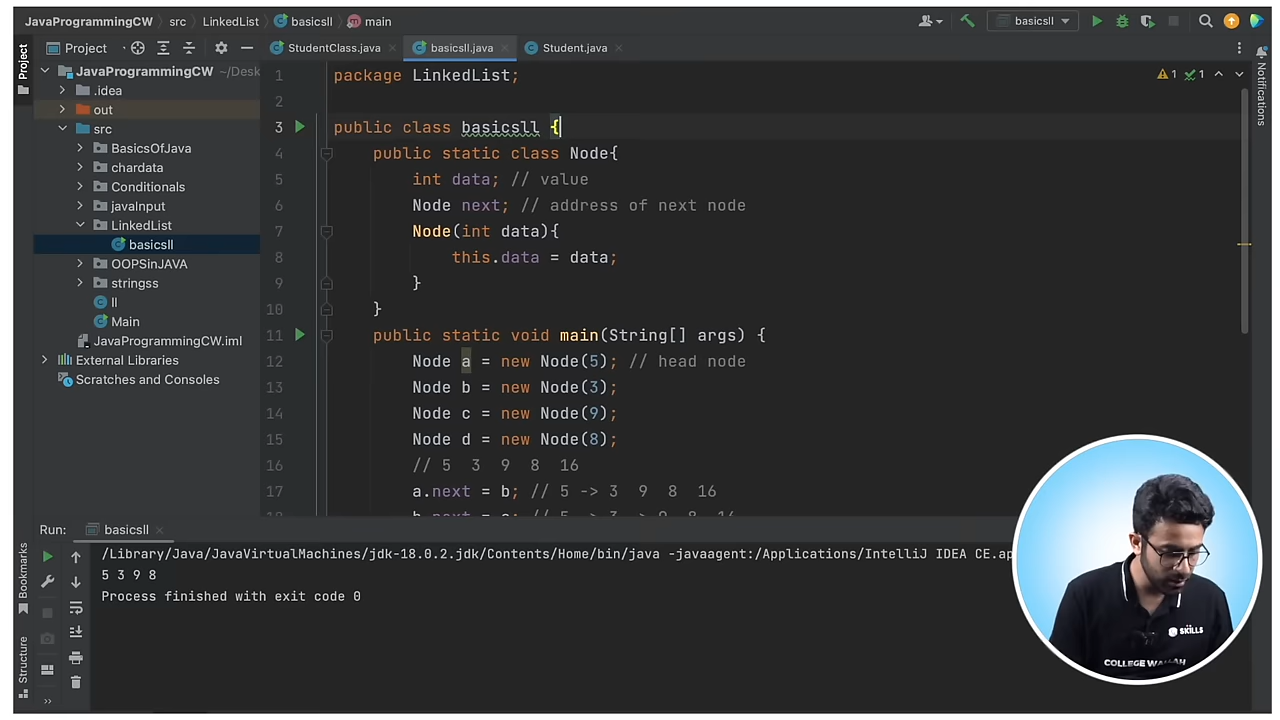 JavaProgrammingCW src LinkedList basicsll main basicsll
Project StudentClass.java basicsll.java Student.java
Project
Notifications
JavaProgrammingCW ~/Desk
.idea
out
src
BasicsOfJava
chardata
Conditionals
javaInput
LinkedList
basicsll
OOPSinJAVA
stringss
ll
Main
JavaProgrammingCW.iml
External Libraries
Scratches and Consoles
1 package LinkedList; 1 1
2
3 public class basicsll {
4 public static class Node{
5 int data; // value
6 Node next; // address of next node
7 Node(int data){
8 this.data = data;
9 }
10 }
11 public static void main(String[] args) {
12 Node a = new Node(5); // head node
13 Node b = new Node(3);
14 Node c = new Node(9);
15 Node d = new Node(8);
16 // 5 3 9 8 16
17 a.next = b; // 5 -> 3 9 8 16
Run: basicsll
/Library/Java/JavaVirtualMachines/jdk-18.0.2.jdk/Contents/Home/bin/java -javaagent:/Applications/IntelliJ IDEA CE.ap
5 3 9 8
Process finished with exit code 0
Bookmarks
Structure
SKILLS
COLLEGE WALLAH